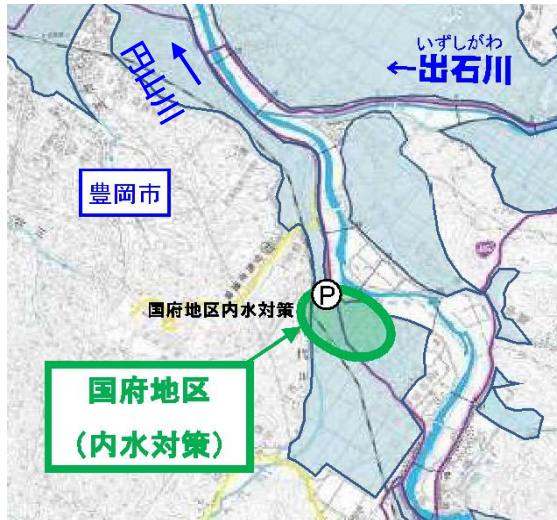 いずしがわ
←出石川
円山川
豊岡市
P
国府地区内水対策
国府地区
（内水対策）